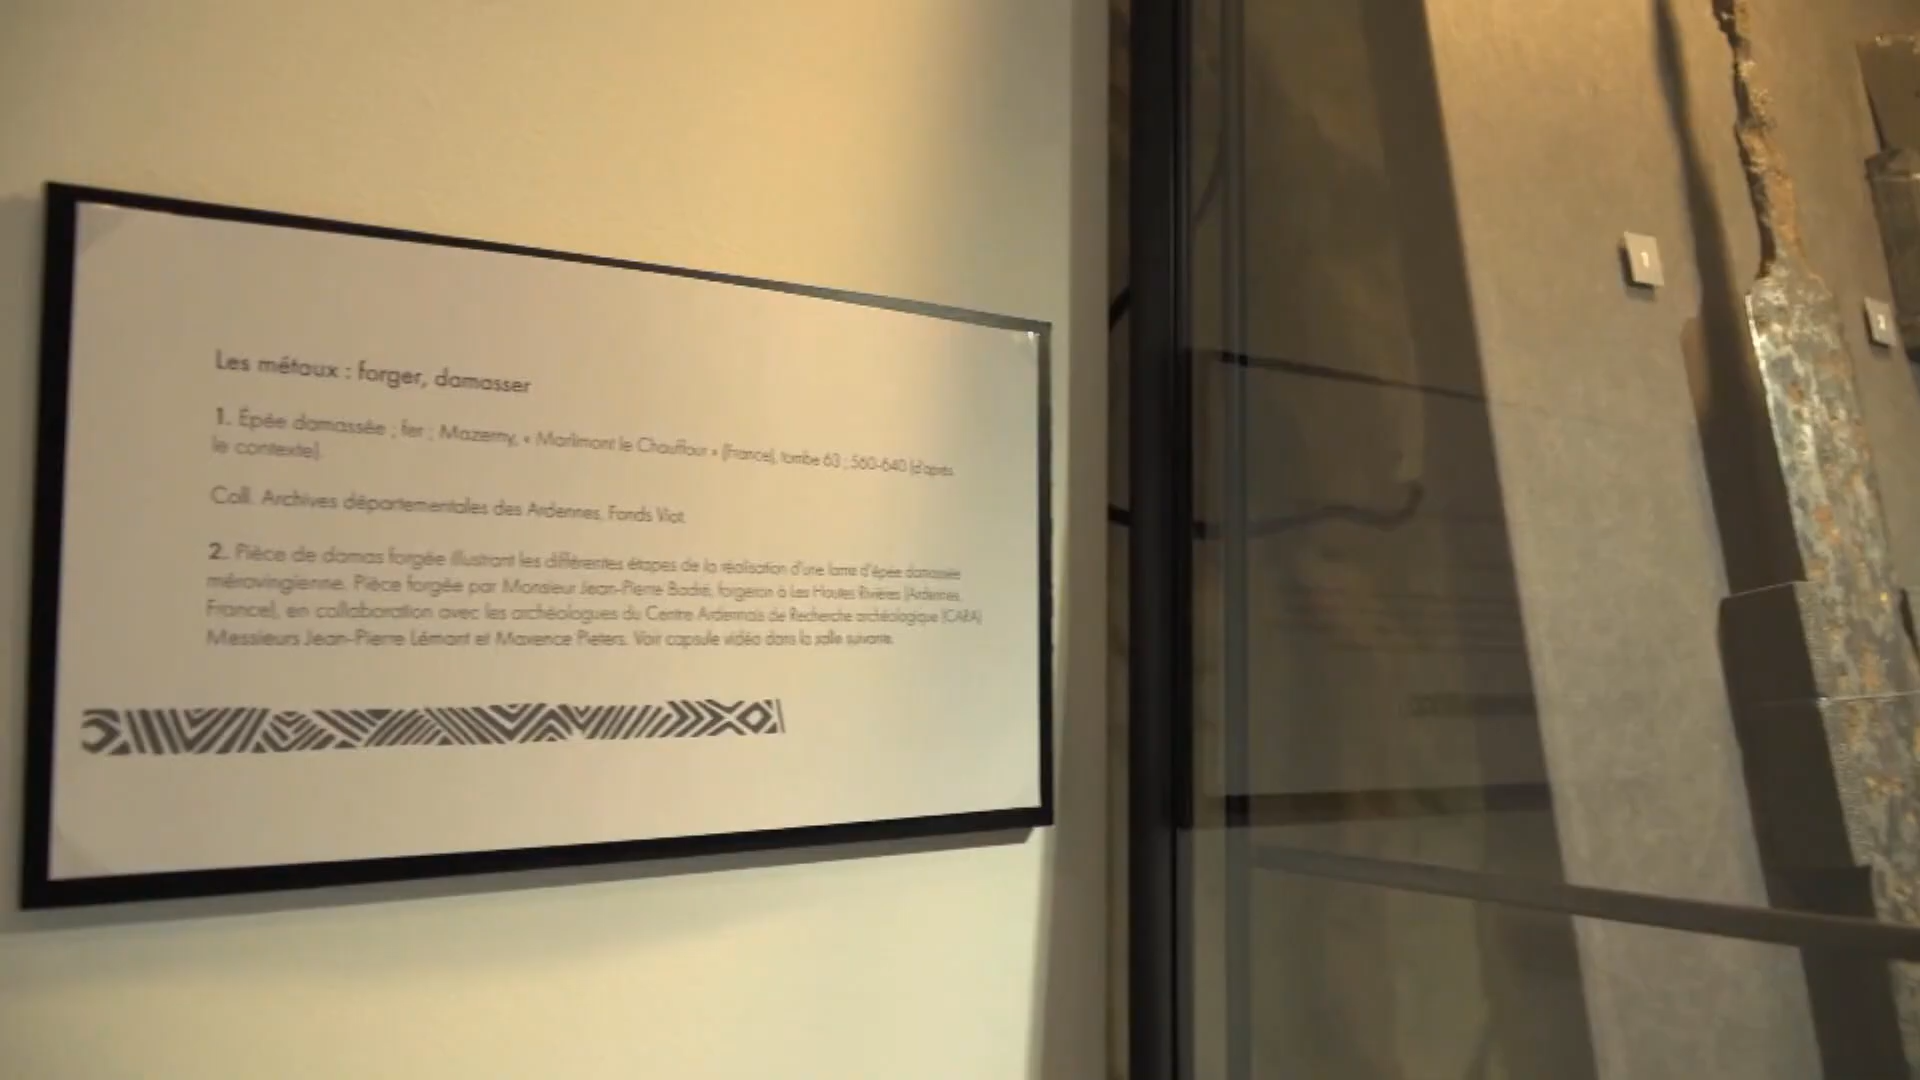 Les métaux : forger, damasser
1. Épée damassée ; fer ; Mazerny, « Marlimont le Chauffour » (France), tombe 63 ; 560-640 (d'après
le contexte).
Coll. Archives départementales des Ardennes, Fonds Viot.
2. Pièce de damas forgée illustrant les différentes étapes de la réalisation d'une lame d'épée damassée
mérovingienne. Pièce forgée par Monsieur Jean-Pierre Badré, forgeron à Les Hautes Rivières (Ardennes,
France), en collaboration avec les archéologues du Centre Ardennais de Recherche archéologique (CARA)
Messieurs Jean-Pierre Lémant et Maxence Pieters. Voir capsule vidéo dans la salle suivante.
1
2